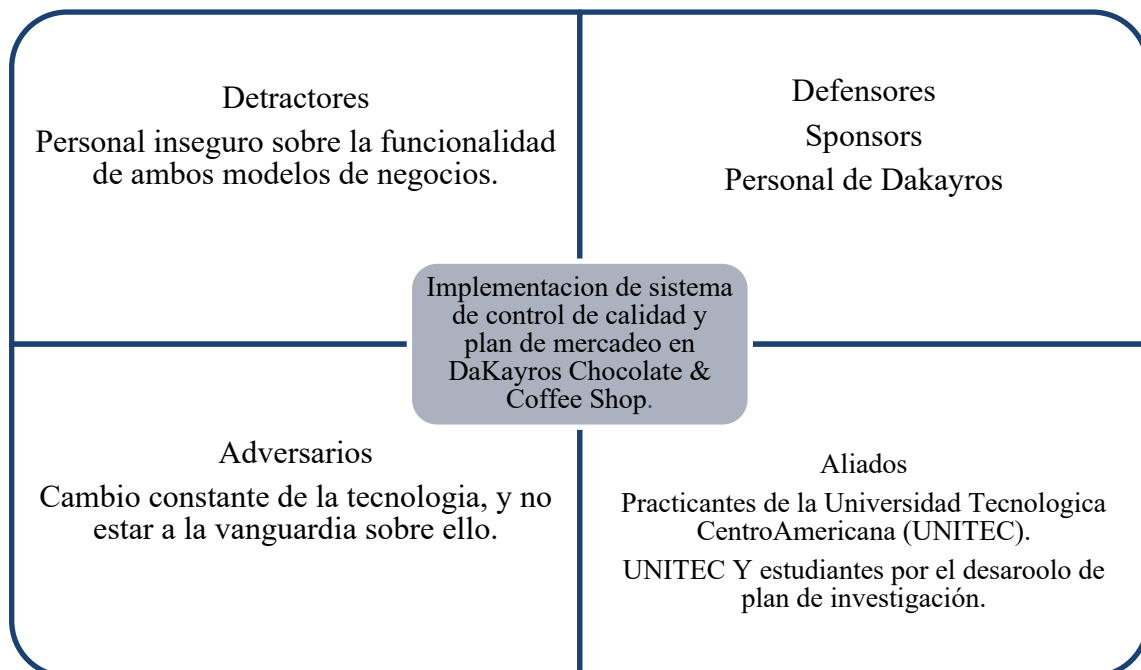 Detractores
Personal inseguro sobre la funcionalidad
de ambos modelos de negocios.
Defensores
Sponsors
Personal de Dakayros
Implementacion de sistema
de control de calidad y
plan de mercadeo en
DaKayros Chocolate &
Coffee Shop.
Adversarios
Cambio constante de la tecnologia, y no
estar a la vanguardia sobre ello.
Aliados
Practicantes de la Universidad Tecnologica
CentroAmericana (UNITEC).
UNITEC Y estudiantes por el desaroolo de
plan de investigación.